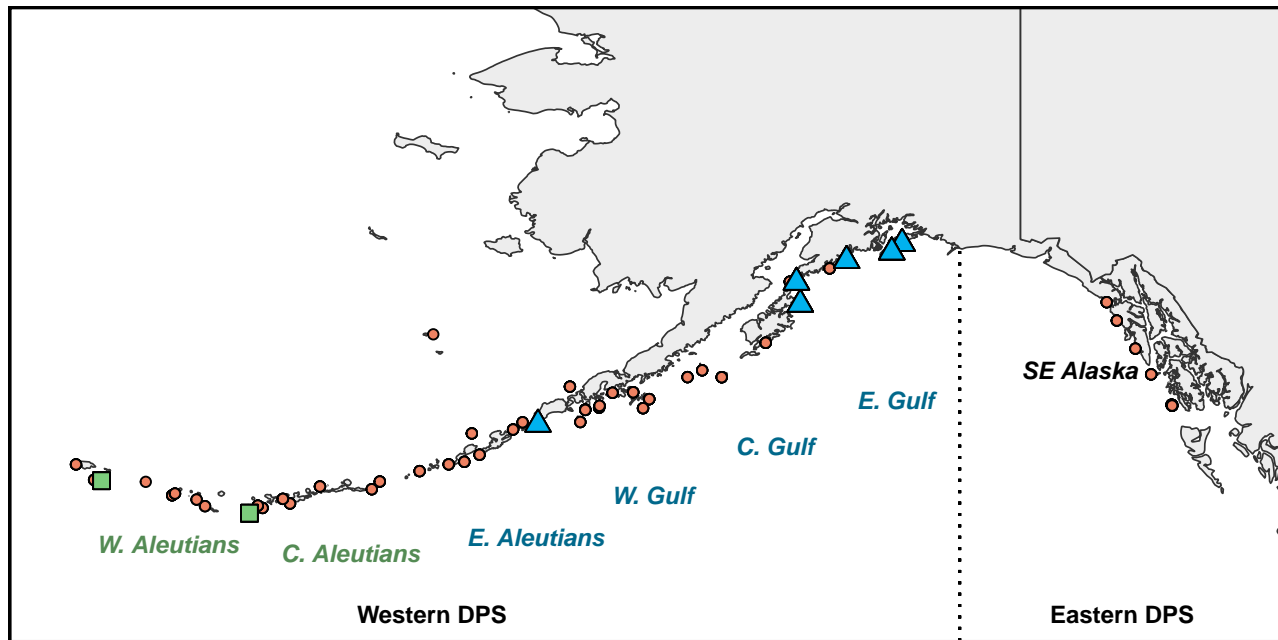 SE Alaska
E. Gulf
C. Gulf
W. Gulf
E. Aleutians
W. Aleutians
C. Aleutians
Western DPS
Eastern DPS